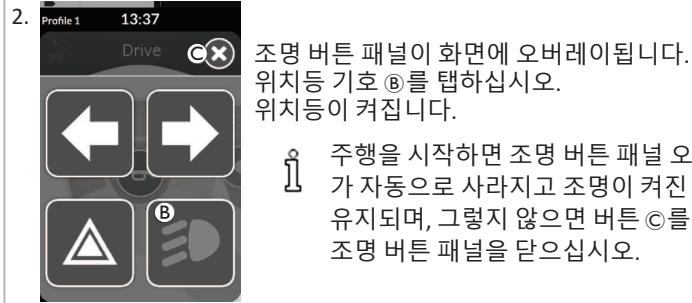 2.
Profile 1 13:37
Drive
Ⓒ
Ⓑ
조명 버튼 패널이 화면에 오버레이됩니다.
위치등 기호 Ⓑ를 탭하십시오.
위치등이 켜집니다.
주행을 시작하면 조명 버튼 패널 오
가 자동으로 사라지고 조명이 켜진
유지되며, 그렇지 않으면 버튼 Ⓒ를
조명 버튼 패널을 닫으십시오.